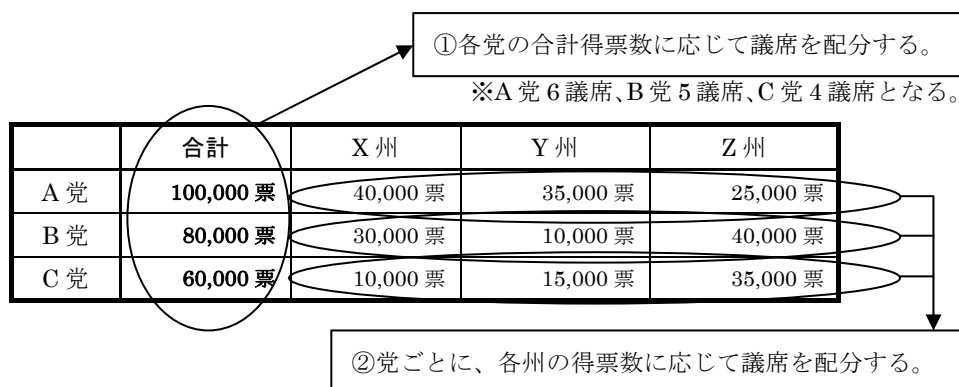 ①各党の合計得票数に応じて議席を配分する。
※A党6議席、B党5議席、C党4議席となる。
合計 X州 Y州 Z州
A党 100,000票 40,000票 35,000票 25,000票
B党 80,000票 30,000票 10,000票 40,000票
C党 60,000票 10,000票 15,000票 35,000票
②党ごとに、各州の得票数に応じて議席を配分する。